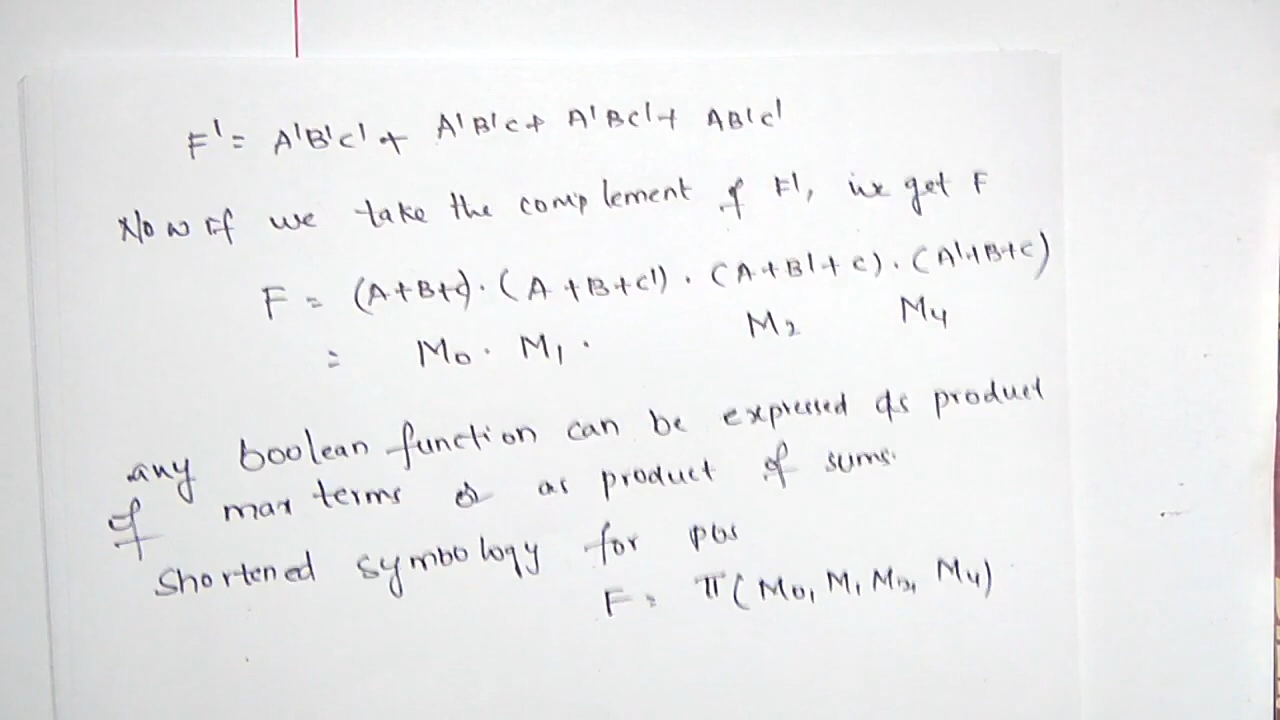 F' = A'B'C' + A'B'C + A'BC' + AB'C'
Now if we take the complement of F', we get F
F = (A+B+C) . (A+B+C') . (A+B'+C) . (A'+B+C)
= M0 . M1 . M2 M4
any boolean function can be expressed as product
of max terms or as product of sums.
Shortened symbology for pos
F = π(M0, M1 M2, M4)